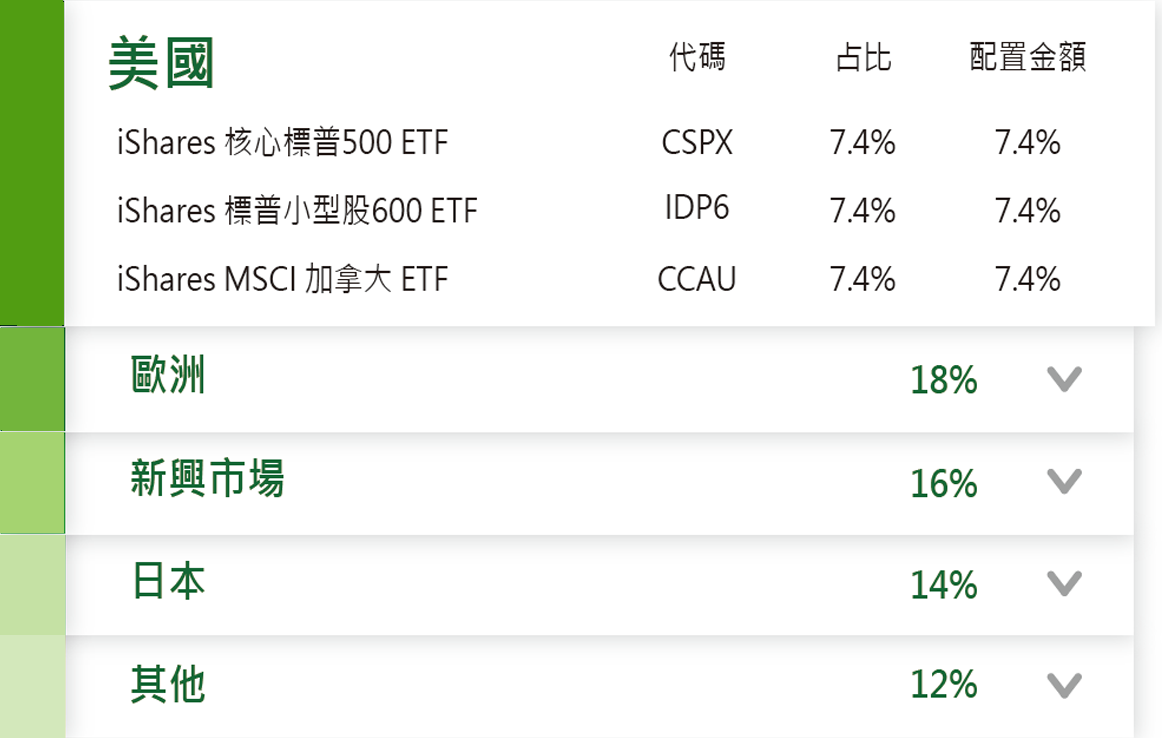 美國 代碼 占比 配置金額
iShares 核心標普500 ETF CSPX 7.4% 7.4%
iShares 標普小型股600 ETF IDP6 7.4% 7.4%
iShares MSCI 加拿大 ETF CCAU 7.4% 7.4%
歐洲 18%
新興市場 16%
日本 14%
其他 12%